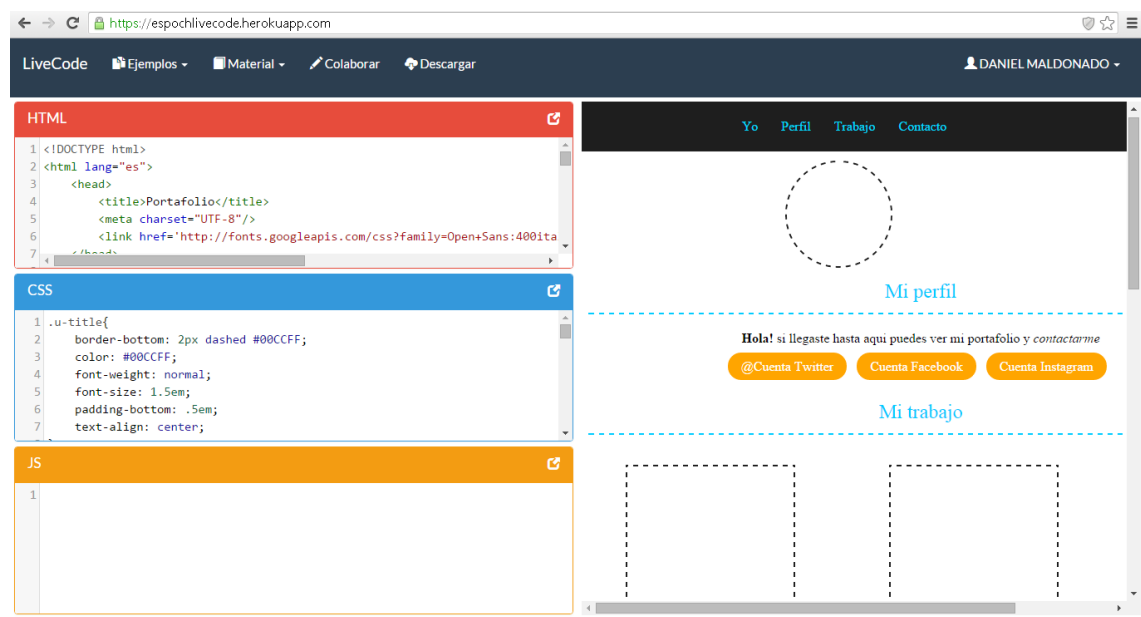 https://espochlivecode.herokuapp.com
LiveCode Ejemplos Material Colaborar Descargar DANIEL MALDONADO
HTML
1 <!DOCTYPE html>
2 <html lang="es">
3 <head>
4 <title>Portafolio</title>
5 <meta charset="UTF-8"/>
6 <link href='http://fonts.googleapis.com/css?family=Open+Sans:400ita
7 </head>
CSS
1 .u-title{
2 border-bottom: 2px dashed #00CCFF;
3 color: #00CCFF;
4 font-weight: normal;
5 font-size: 1.5em;
6 padding-bottom: .5em;
7 text-align: center;
JS
1
Yo Perfil Trabajo Contacto
Mi perfil
Hola! si llegaste hasta aqui puedes ver mi portafolio y contactarme
@Cuenta Twitter Cuenta Facebook Cuenta Instagram
Mi trabajo